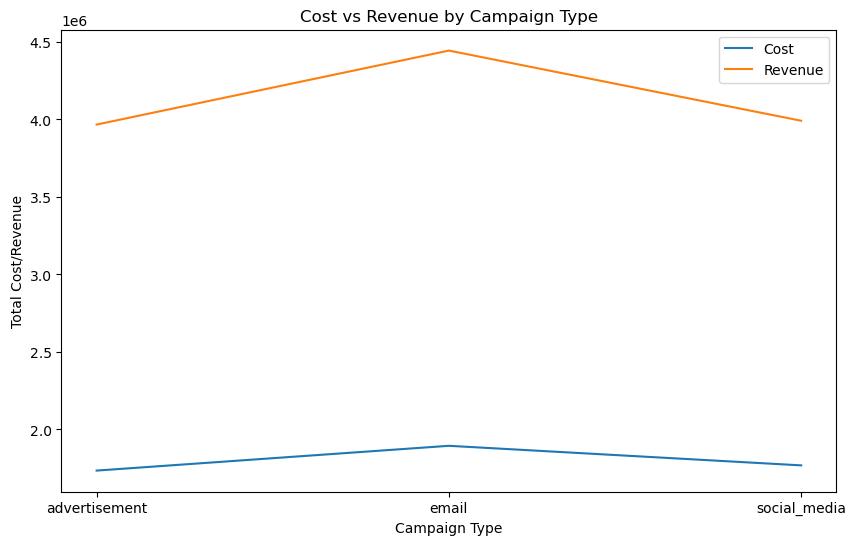 Cost vs Revenue by Campaign Type
1e6
4.5
4.0
3.5
3.0
2.5
2.0
Total Cost/Revenue
Cost
Revenue
advertisement
email
social_media
Campaign Type